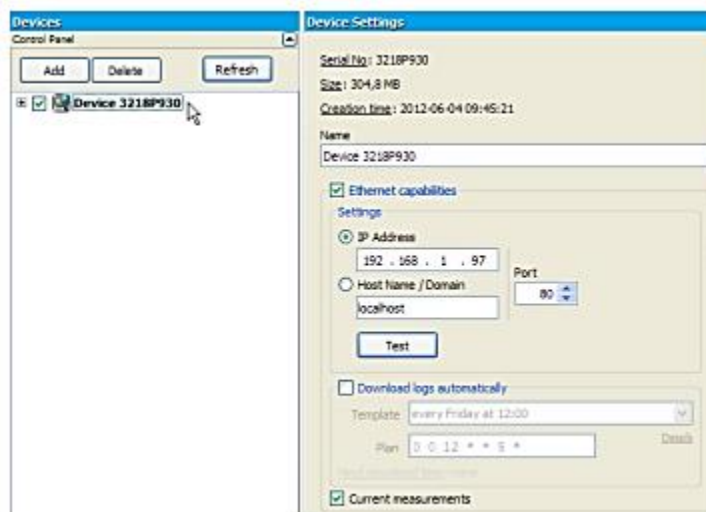 Devices
Control Panel
Add Delete Refresh
Device 3218P930
Device Settings
Serial No: 3218P930
Size: 304,8 MB
Creation time: 2012-06-04 09:45:21
Name
Device 3218P930
Ethernet capabilities
Settings
IP Address
192 . 168 . 1 . 97
Port
80
Host Name / Domain
localhost
Test
Download logs automatically
Template every Friday at 12:00
Plan 0 0 12 * * 6 *
Details
Current measurements